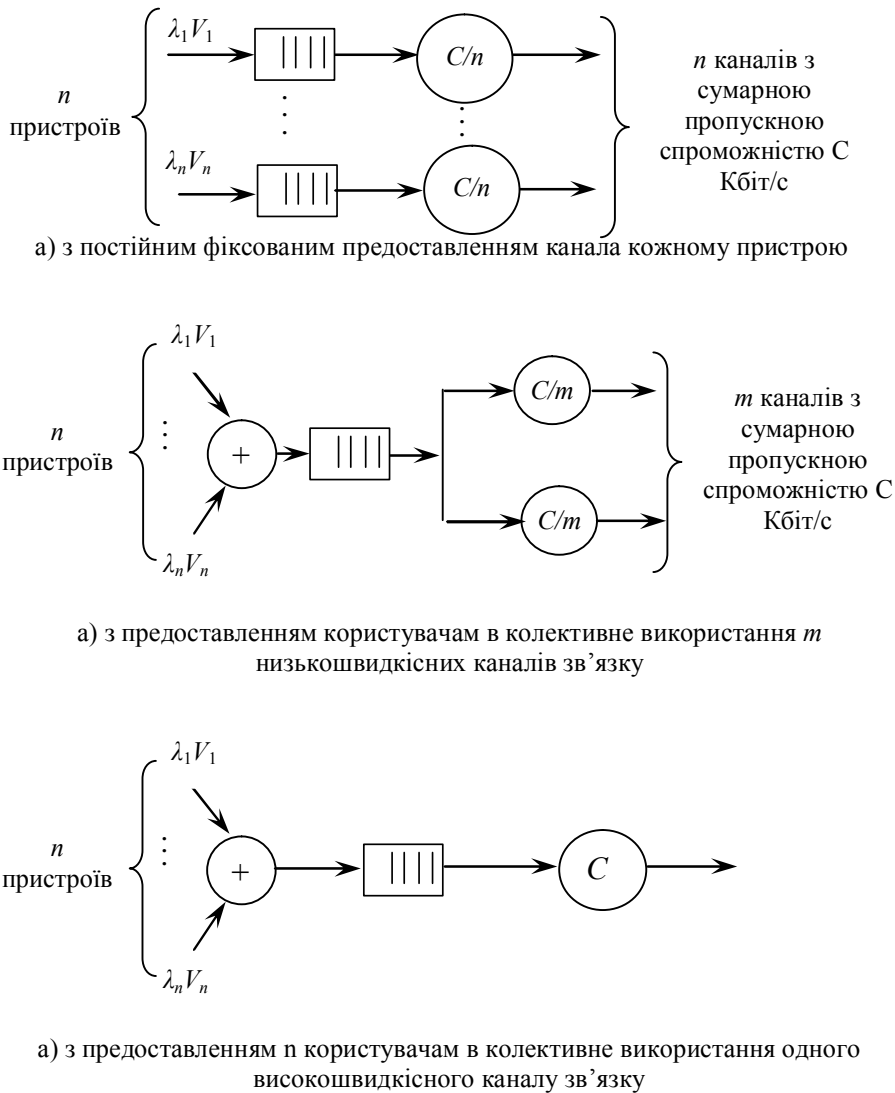 λ₁V₁
n
пристроїв
C/n
n каналів з
сумарною
пропускною
спроможністю С
Кбіт/с
λₙVₙ
C/n
а) з постійним фіксованим предоставленням канала кожному пристрою
λ₁V₁
n
пристроїв
+
C/m
C/m
m каналів з
сумарною
пропускною
спроможністю С
Кбіт/с
λₙVₙ
а) з предоставленням користувачам в колективне використання m
низькошвидкісних каналів зв’язку
λ₁V₁
n
пристроїв
+
C
λₙVₙ
а) з предоставленням n користувачам в колективне використання одного
високошвидкісного каналу зв’язку